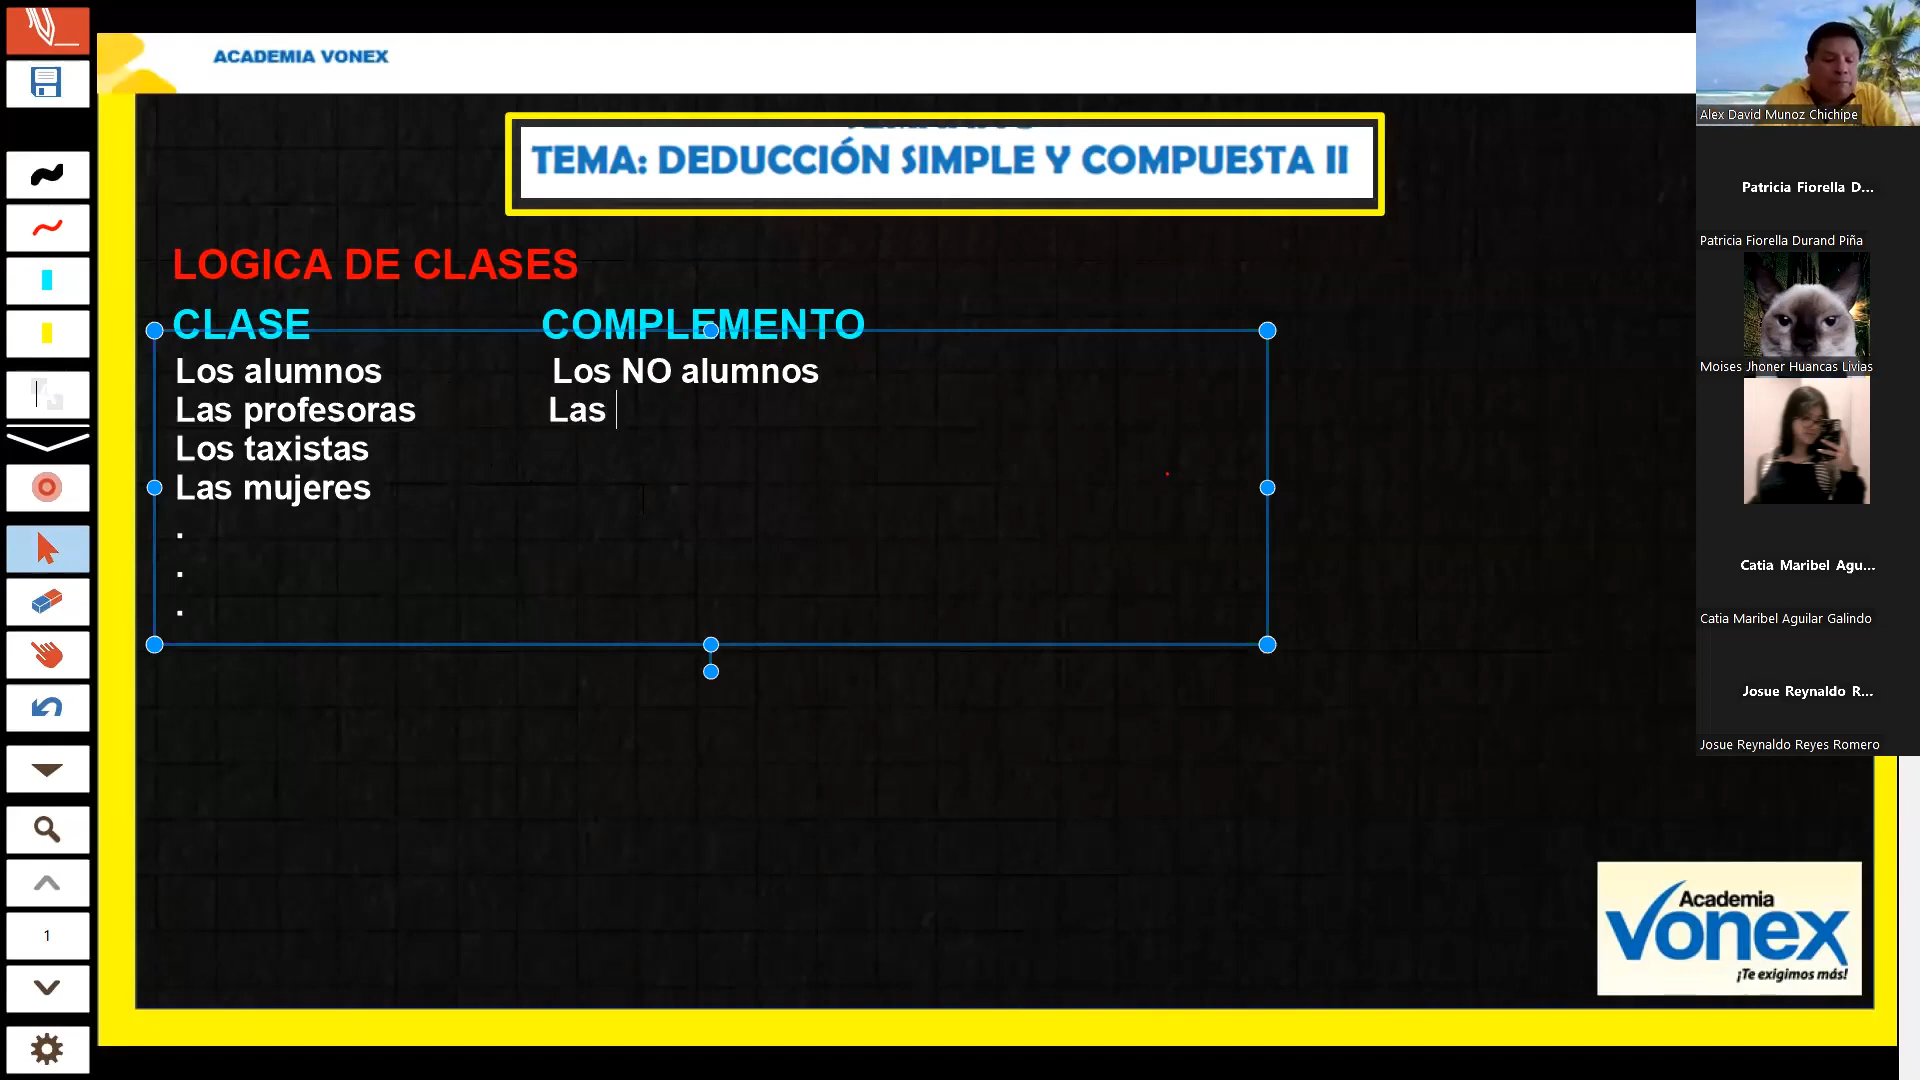 ACADEMIA VONEX
TEMA: DEDUCCIÓN SIMPLE Y COMPUESTA II
LOGICA DE CLASES
CLASE COMPLEMENTO
Los alumnos Los NO alumnos
Las profesoras Las
Los taxistas
Las mujeres
.
.
.
Alex David Munoz Chichipe
Patricia Fiorella D...
Patricia Fiorella Durand Piña
Moises Jhoner Huancas Livias
Catia Maribel Agu...
Catia Maribel Aguilar Galindo
Josue Reynaldo R...
Josue Reynaldo Reyes Romero
1
Academia
Vonex
¡Te exigimos más!